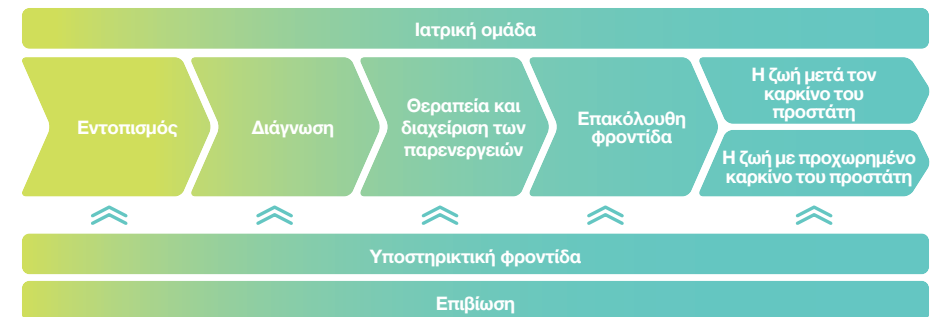 Ιατρική ομάδα
Εντοπισμός
Διάγνωση
Θεραπεία και
διαχείριση των
παρενεργειών
Επακόλουθη
φροντίδα
Η ζωή μετά τον
καρκίνο του
προστάτη
Η ζωή με προχωρημένο
καρκίνο του προστάτη
Υποστηρικτική φροντίδα
Επιβίωση